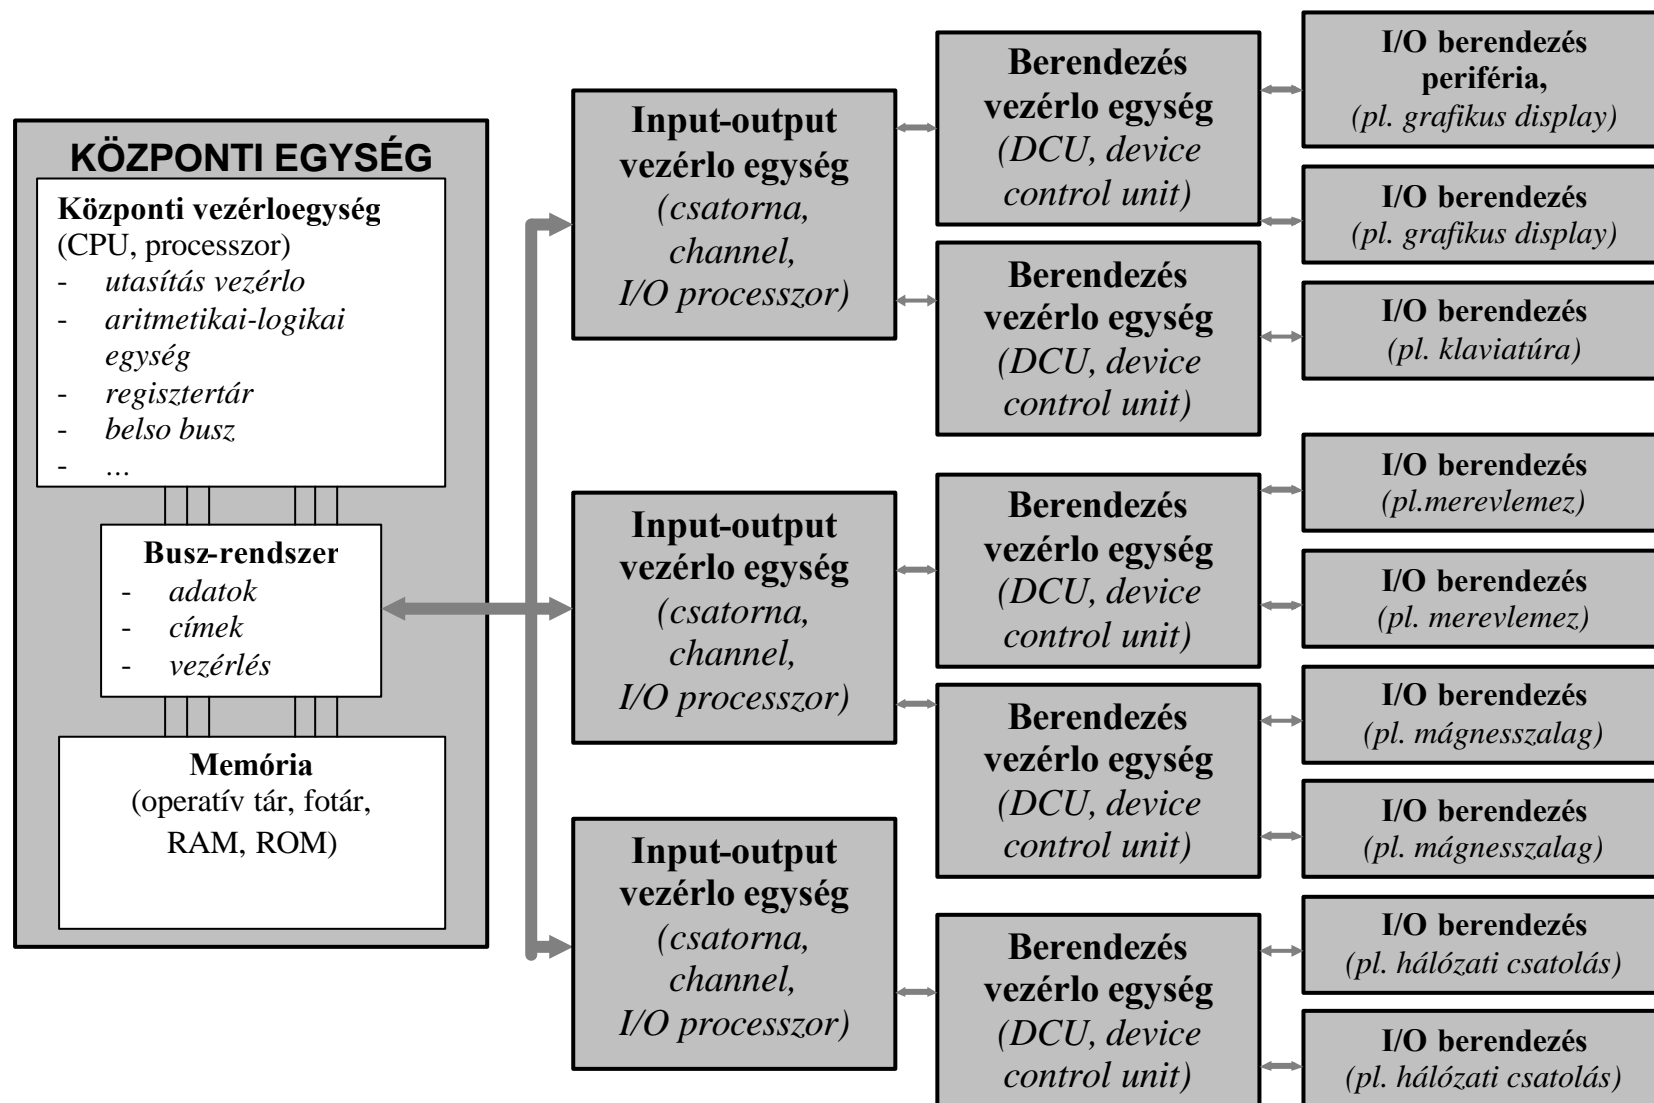 KÖZPONTI EGYSÉG
Központi vezérloegység
(CPU, processzor)
- utasítás vezérlo
- aritmetikai-logikai
egység
- regisztertár
- belso busz
- ...
Busz-rendszer
- adatok
- címek
- vezérlés
Memória
(operatív tár, fotár,
RAM, ROM)
Input-output
vezérlo egység
(csatorna,
channel,
I/O processzor)
Input-output
vezérlo egység
(csatorna,
channel,
I/O processzor)
Input-output
vezérlo egység
(csatorna,
channel,
I/O processzor)
Berendezés
vezérlo egység
(DCU, device
control unit)
Berendezés
vezérlo egység
(DCU, device
control unit)
Berendezés
vezérlo egység
(DCU, device
control unit)
Berendezés
vezérlo egység
(DCU, device
control unit)
Berendezés
vezérlo egység
(DCU, device
control unit)
I/O berendezés
periféria,
(pl. grafikus display)
I/O berendezés
(pl. grafikus display)
I/O berendezés
(pl. klaviatúra)
I/O berendezés
(pl.merevlemez)
I/O berendezés
(pl. merevlemez)
I/O berendezés
(pl. mágnesszalag)
I/O berendezés
(pl. mágnesszalag)
I/O berendezés
(pl. hálózati csatolás)
I/O berendezés
(pl. hálózati csatolás)